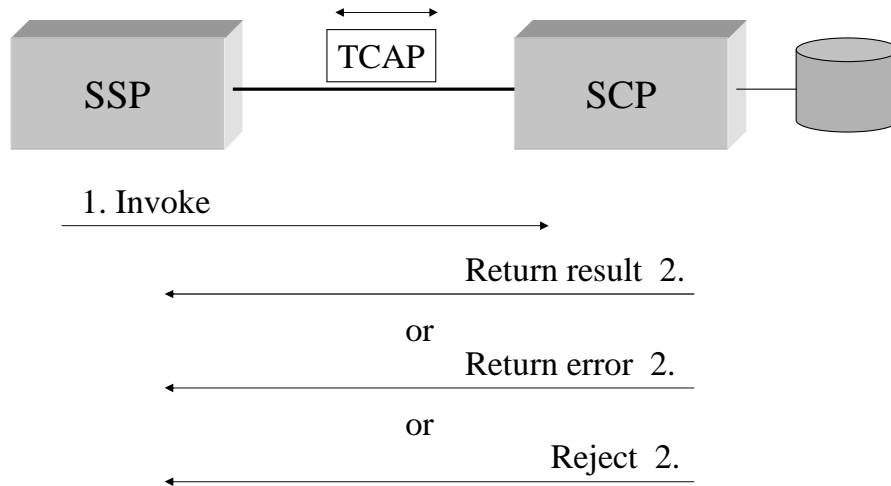 TCAP
SSP
SCP
1. Invoke
Return result 2.
or
Return error 2.
or
Reject 2.